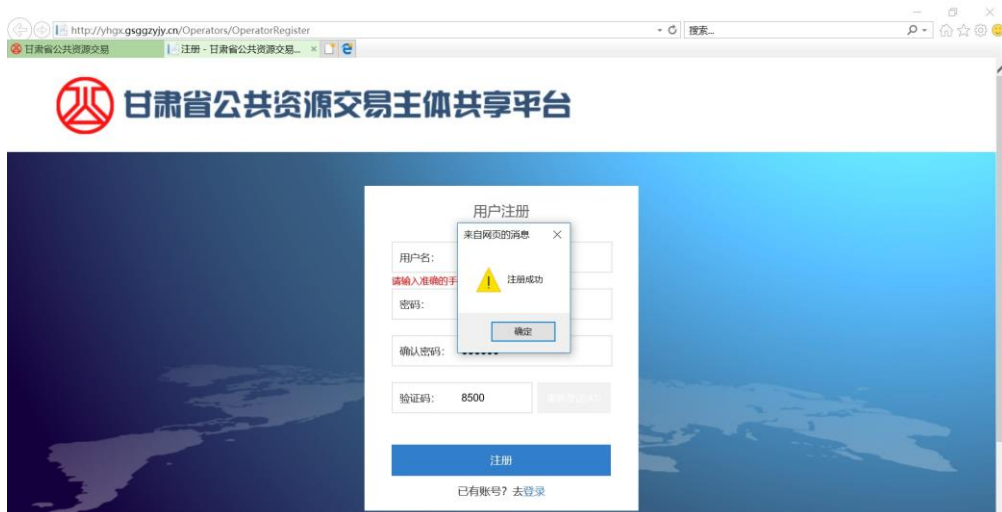 http://yhgx.gsggzyjy.cn/Operators/OperatorRegister
搜索...
甘肃省公共资源交易
注册 - 甘肃省公共资源交易...
甘肃省公共资源交易主体共享平台
用户注册
来自网页的消息
用户名:
请输入准确的手
注册成功
密码:
确定
确认密码:
验证码: 8500
注册
已有账号? 去登录